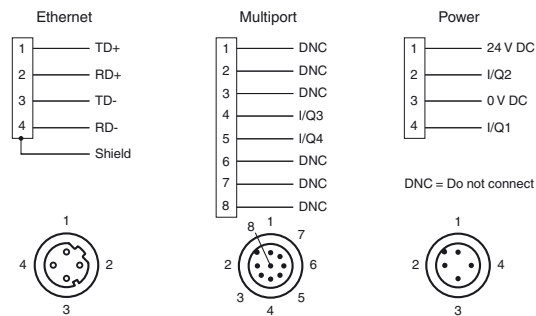 Ethernet
1 TD+
2 RD+
3 TD-
4 RD-
Shield
Multiport
1 DNC
2 DNC
3 DNC
4 I/Q3
5 I/Q4
6 DNC
7 DNC
8 DNC
Power
1 24 V DC
2 I/Q2
3 0 V DC
4 I/Q1
DNC = Do not connect
1
4 2
3
8 1 7
2 6
3 5
4
1
2 4
3